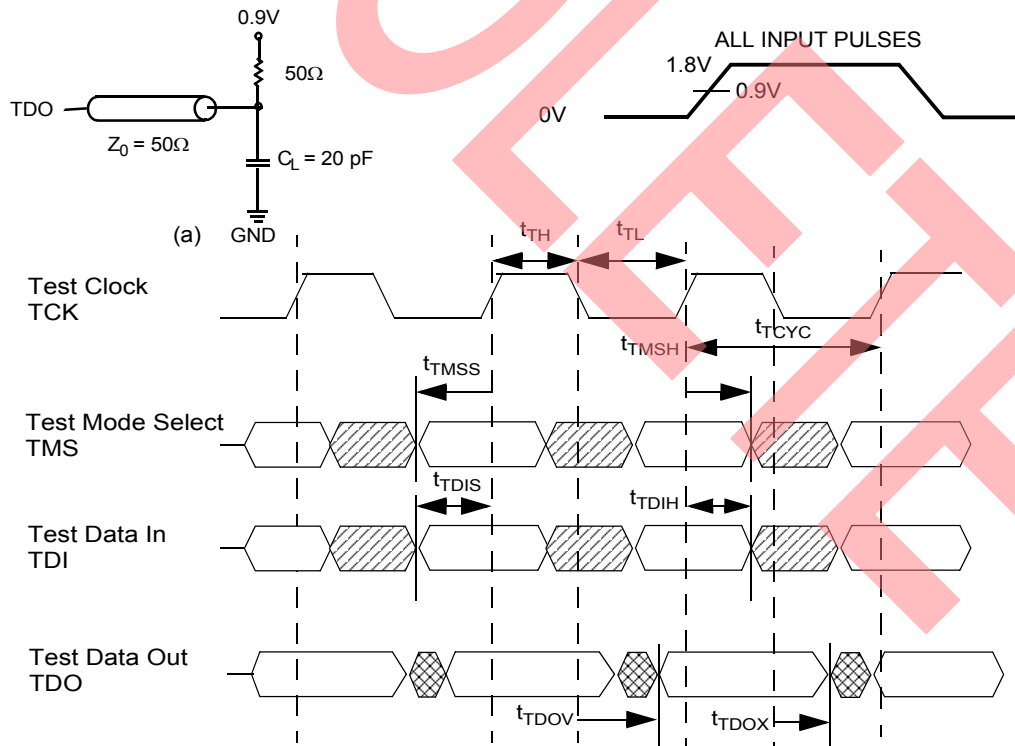 0.9V
50Ω
TDO
Z0 = 50Ω
CL = 20 pF
(a)
GND
ALL INPUT PULSES
1.8V
0.9V
0V
tTH
tTL
Test Clock
TCK
tTCYC
tTMSH
tTMSS
Test Mode Select
TMS
tTDIS
tTDIH
Test Data In
TDI
Test Data Out
TDO
tTDOV
tTDOX